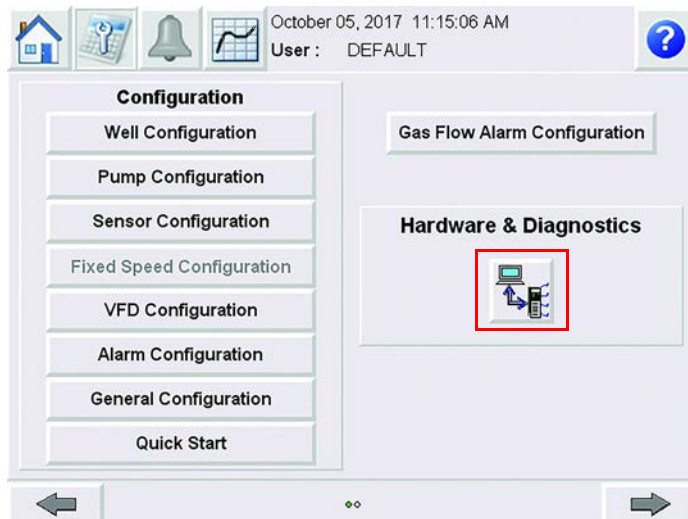 October 05, 2017 11:15:06 AM
User : DEFAULT
?
Configuration
Well Configuration
Pump Configuration
Sensor Configuration
Fixed Speed Configuration
VFD Configuration
Alarm Configuration
General Configuration
Quick Start
Gas Flow Alarm Configuration
Hardware & Diagnostics